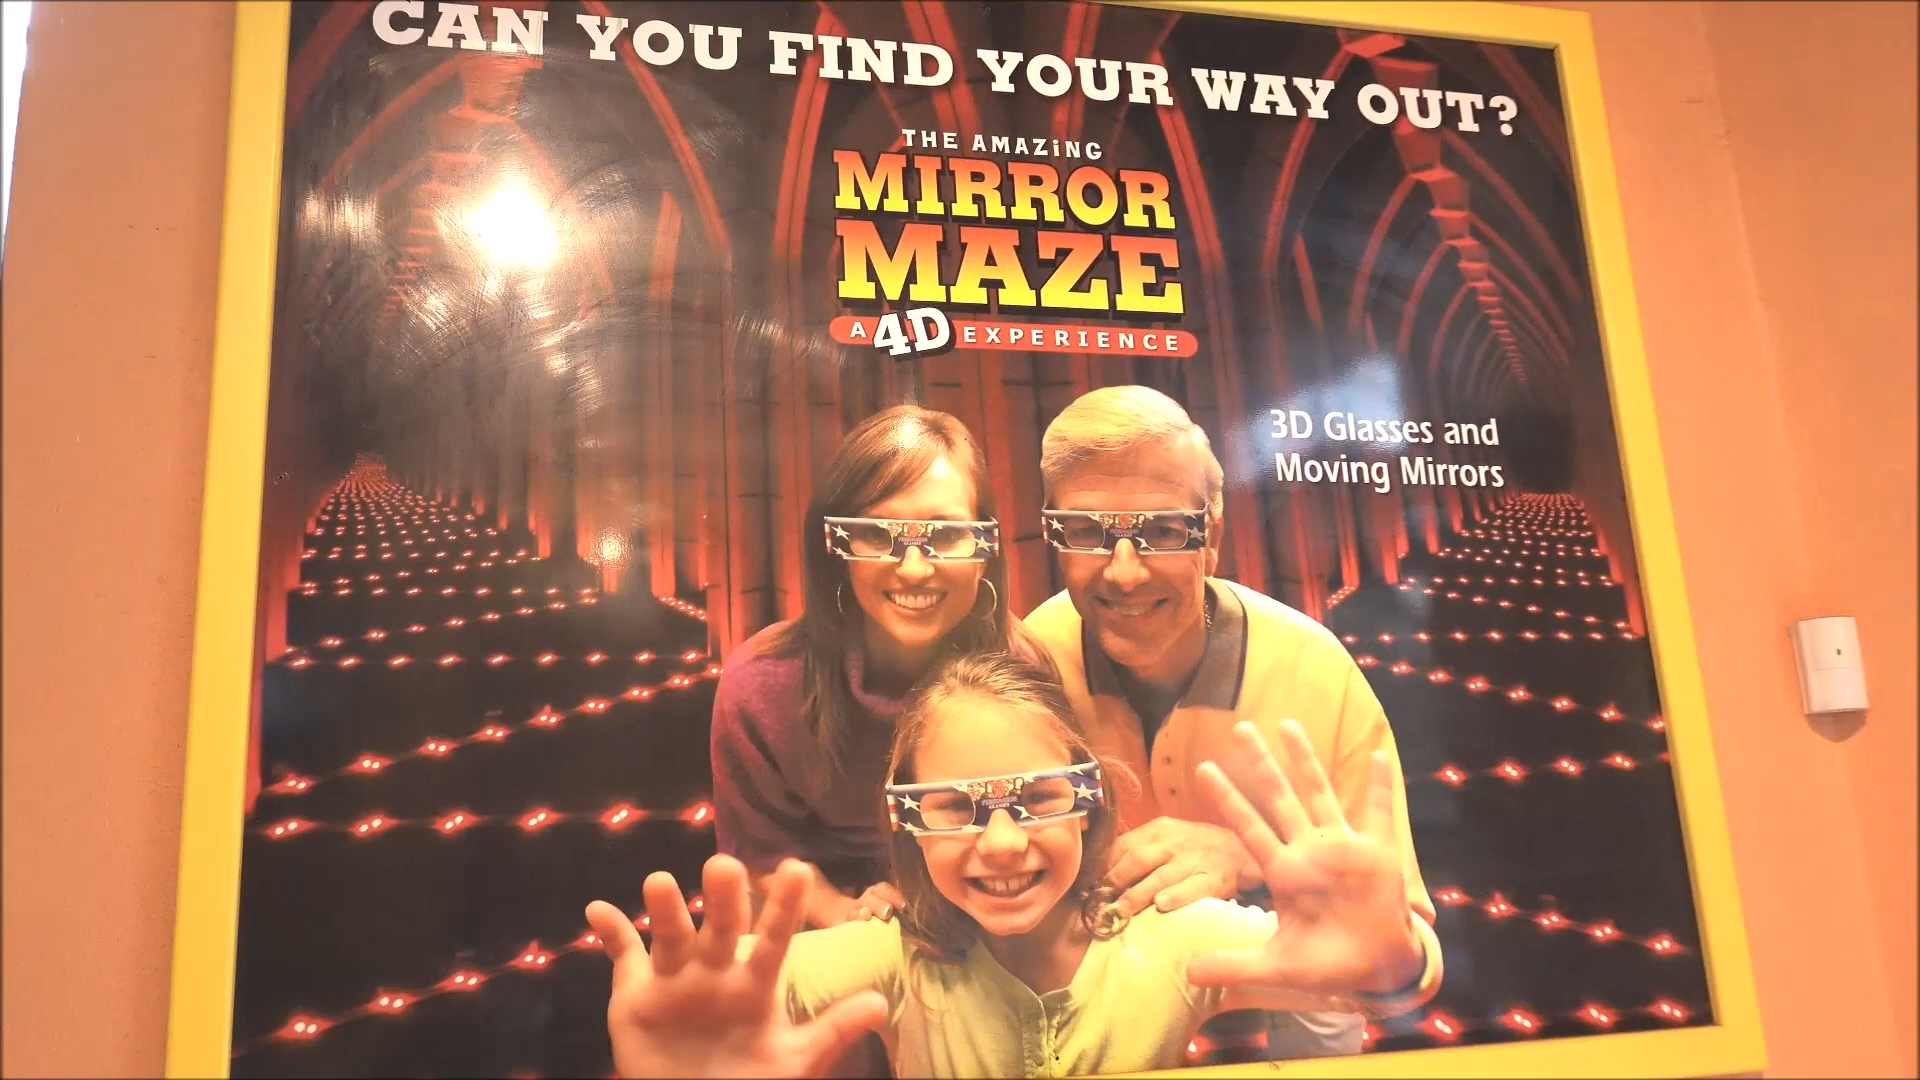 CAN YOU FIND YOUR WAY OUT?
THE AMAZiNG
MIRROR
MAZE
A 4D EXPERIENCE
3D Glasses and
Moving Mirrors